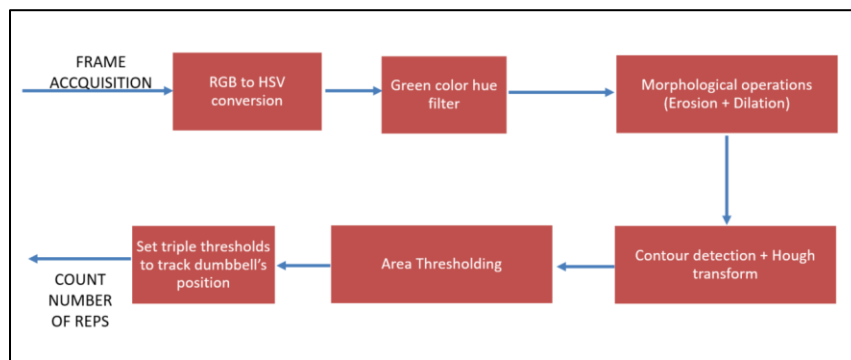 FRAME
ACCQUISITION
RGB to HSV
conversion
Green color hue
filter
Morphological operations
(Erosion + Dilation)
Contour detection + Hough
transform
Area Thresholding
Set triple thresholds
to track dumbbell's
position
COUNT
NUMBER
OF REPS